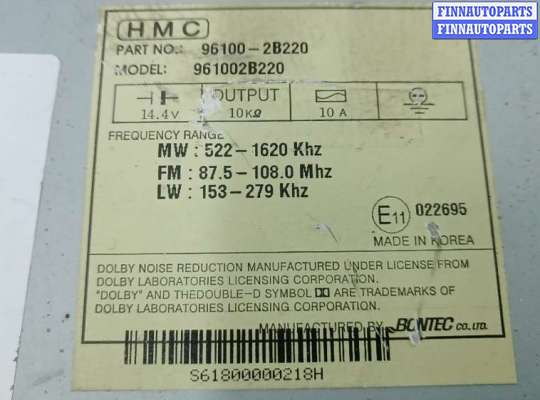 FINNAUTOPARTS
FINNAUTOPARTS
FINNAUTOPARTS
HMC
PART NO.: 96100-2B220
MODEL: 961002B220
14.4V
OUTPUT
10KΩ
10 A
FREQUENCY RANGE
MW : 522-1620 Khz
FM : 87.5-108.0 Mhz
LW : 153-279 Khz
E11 022695
MADE IN KOREA
DOLBY NOISE REDUCTION MANUFACTURED UNDER LICENSE FROM
DOLBY LABORATORIES LICENSING CORPORATION.
"DOLBY" AND THEDOUBLE-D SYMBOL ARE TRADEMARKS OF
DOLBY LABORATORIES LICENSING CORPORATION.
MANUFACTURED BY BONTEC CO.,LTD.
S61800000218H